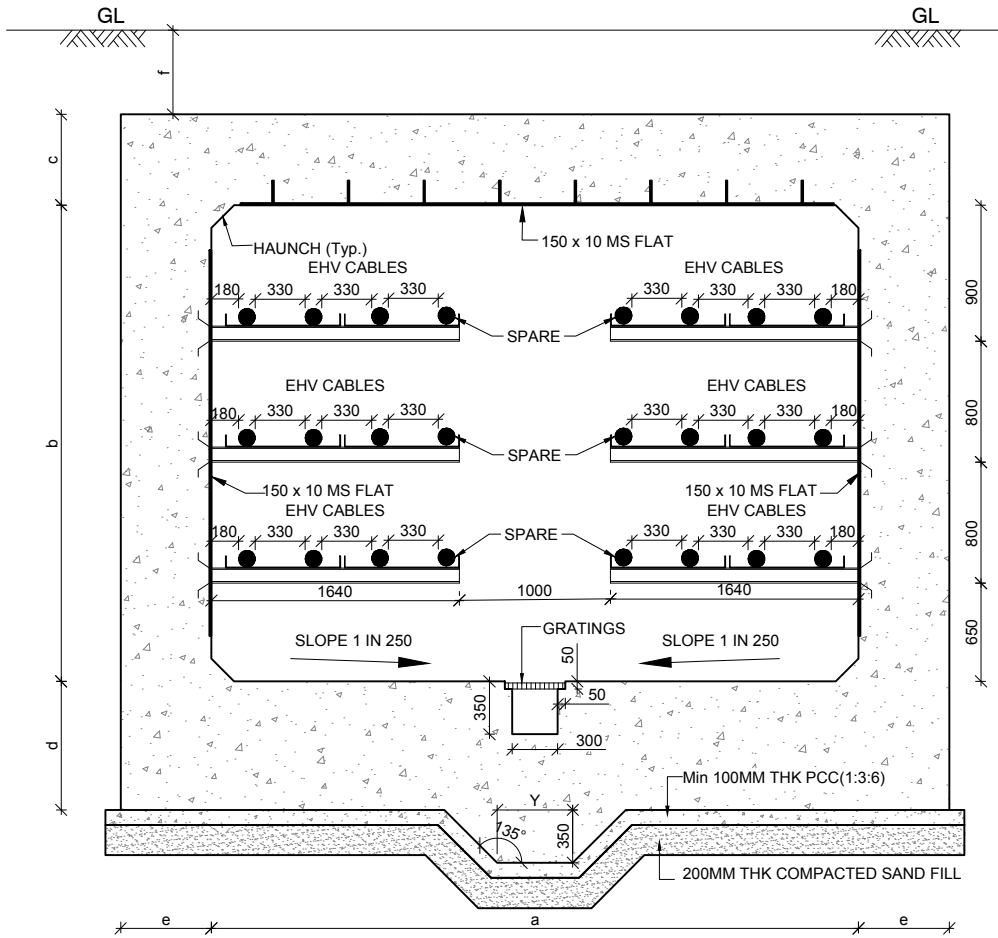 GL
GL
f
c
150 x 10 MS FLAT
HAUNCH (Typ.)
EHV CABLES
EHV CABLES
180
330
330
330
330
330
330
180
900
SPARE
EHV CABLES
EHV CABLES
180
330
330
330
330
330
330
180
800
SPARE
b
150 x 10 MS FLAT
150 x 10 MS FLAT
EHV CABLES
EHV CABLES
180
330
330
330
330
330
330
180
800
SPARE
1640
1000
1640
GRATINGS
SLOPE 1 IN 250
SLOPE 1 IN 250
50
650
50
350
300
d
Min 100MM THK PCC(1:3:6)
Y
135°
350
200MM THK COMPACTED SAND FILL
e
a
e